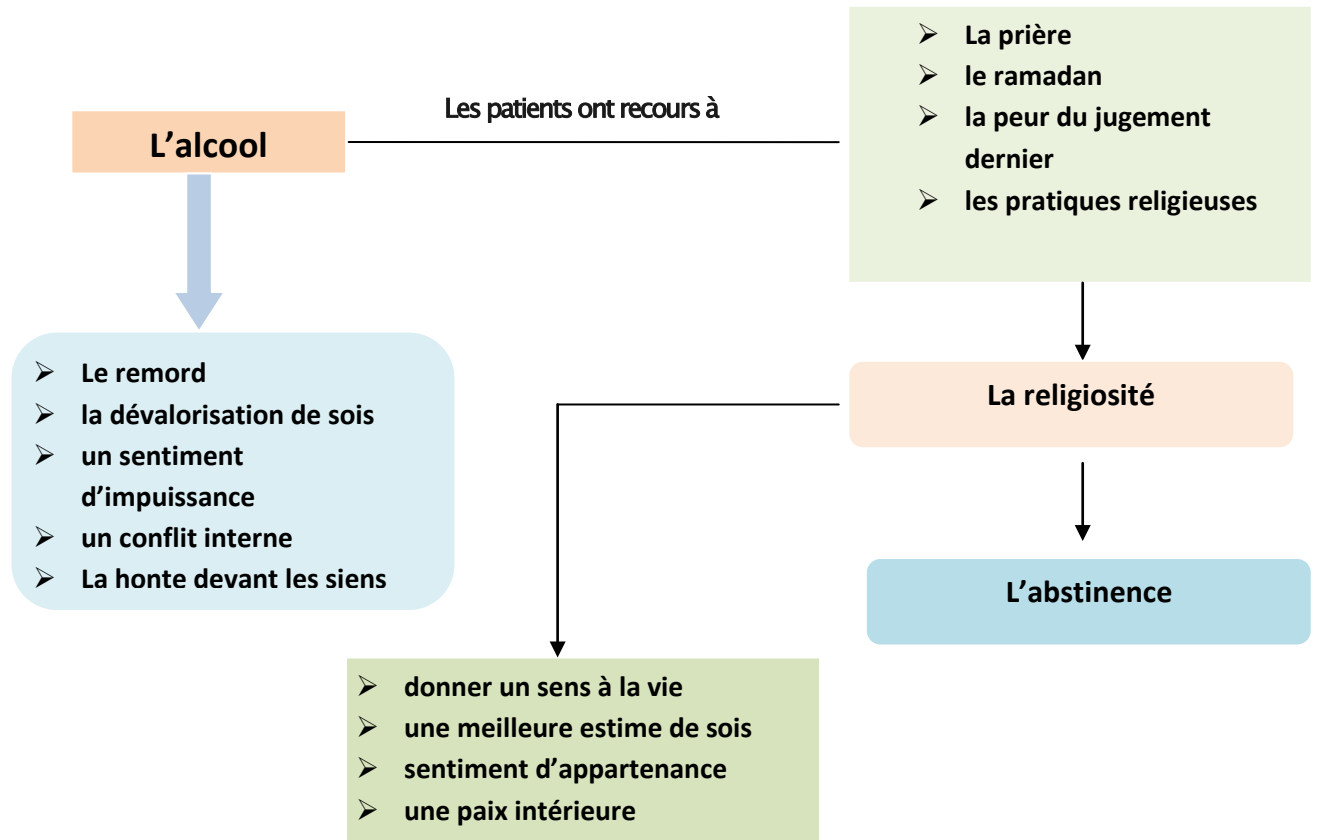 L’alcool
Les patients ont recours à
➢ La prière
➢ le ramadan
➢ la peur du jugement
dernier
➢ les pratiques religieuses
➢ Le remord
➢ la dévalorisation de sois
➢ un sentiment
d’impuissance
➢ un conflit interne
➢ La honte devant les siens
La religiosité
L’abstinence
➢ donner un sens à la vie
➢ une meilleure estime de sois
➢ sentiment d’appartenance
➢ une paix intérieure